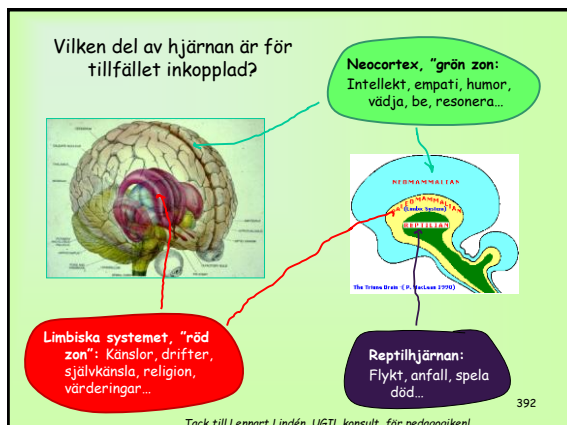 Vilken del av hjärnan är för
tillfället inkopplad?
Neocortex, ”grön zon:
Intellekt, empati, humor,
vädja, be, resonera…
NEOMAMMALIAN
PALEOMAMMALIAN
(Limbic System)
REPTILIAN
The Triune Brain (P. MacLean 1990)
Limbiska systemet, ”röd
zon”: Känslor, drifter,
självkänsla, religion,
värderingar…
Reptilhjärnan:
Flykt, anfall, spela
död…
392
Tack till Lennart Lindén, UGTL konsult, för pedagogiken!